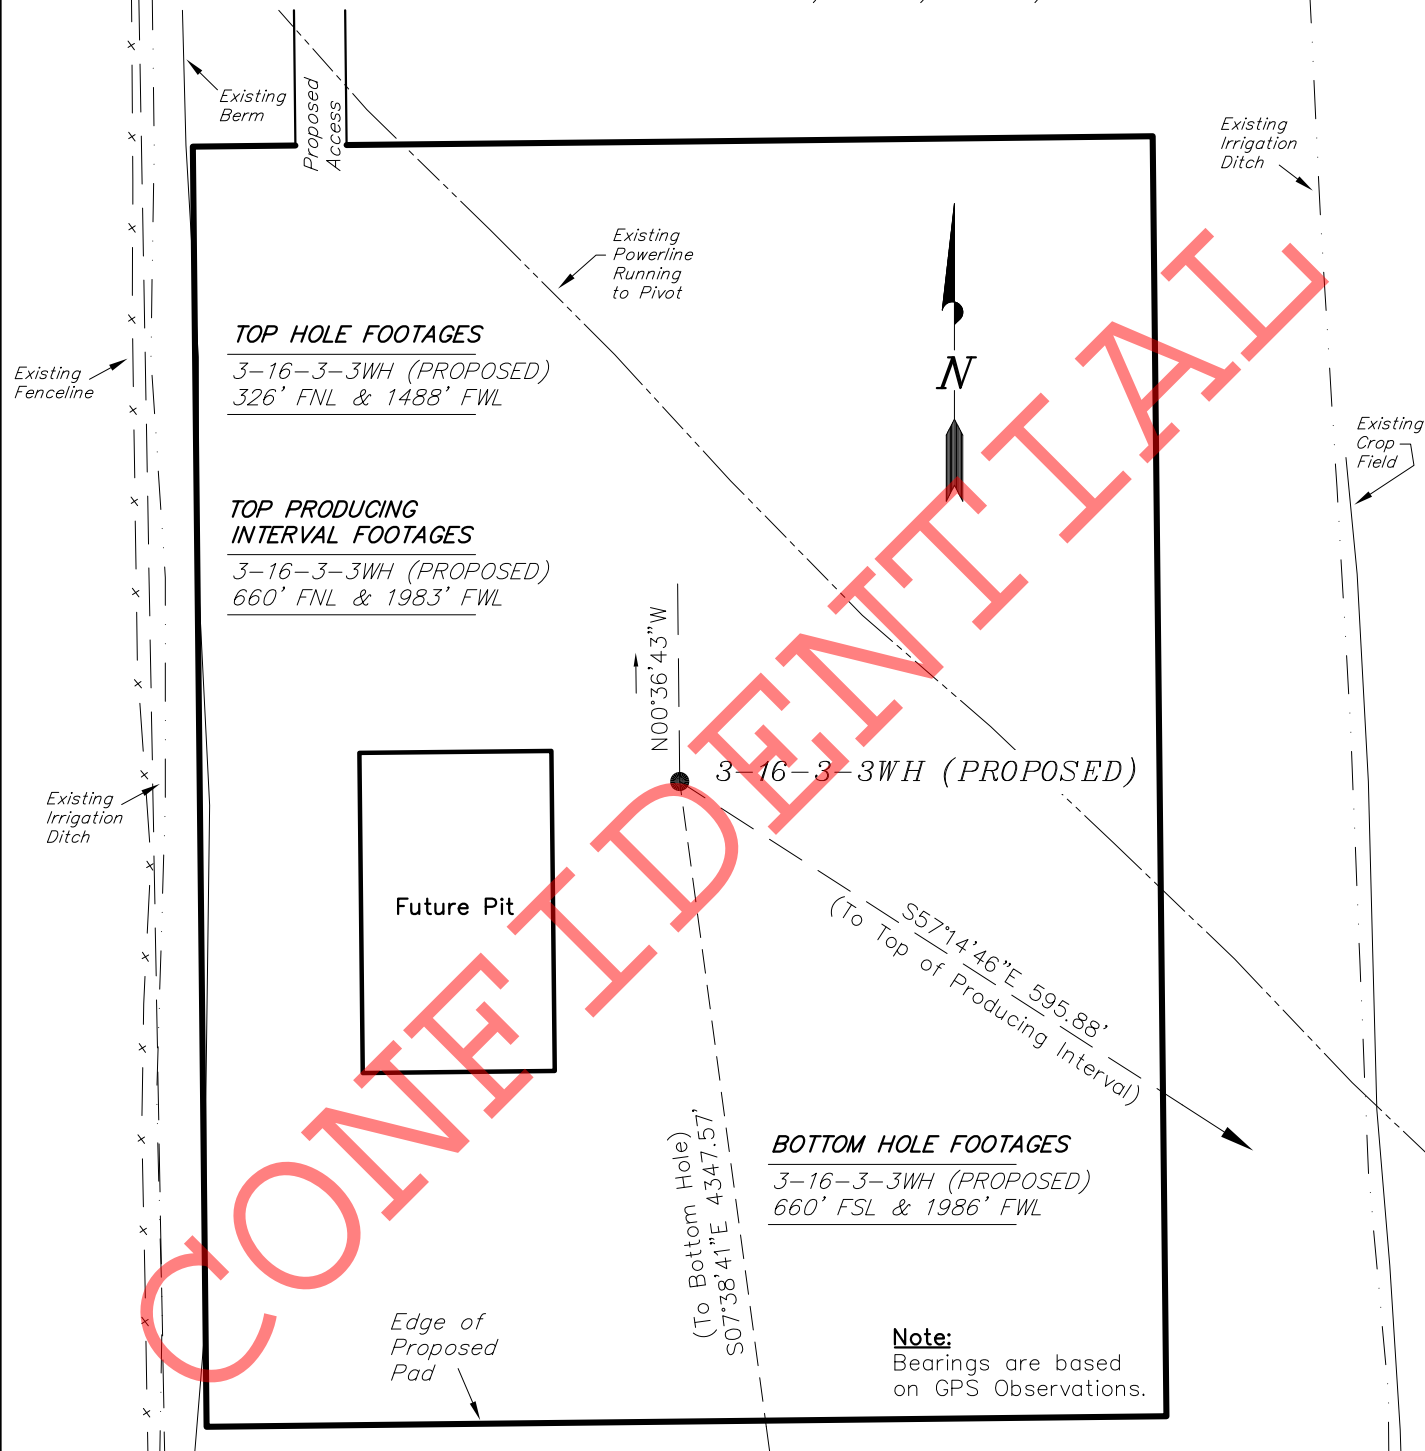 Existing
Berm
Proposed
Access
Existing
Irrigation
Ditch
Existing
Powerline
Running
to Pivot
TOP HOLE FOOTAGES
3-16-3-3WH (PROPOSED)
326' FNL & 1488' FWL
N
Existing
Fenceline
Existing
Crop
Field
TOP PRODUCING
INTERVAL FOOTAGES
3-16-3-3WH (PROPOSED)
660' FNL & 1983' FWL
N00°36'43"W
3-16-3-3WH (PROPOSED)
Existing
Irrigation
Ditch
Future Pit
S57°14'46"E 595.88'
(To Top of Producing Interval)
(To Bottom Hole)
S07°38'41"E 4347.57'
BOTTOM HOLE FOOTAGES
3-16-3-3WH (PROPOSED)
660' FSL & 1986' FWL
Edge of
Proposed
Pad
Note:
Bearings are based
on GPS Observations.
CONFIDENTIAL